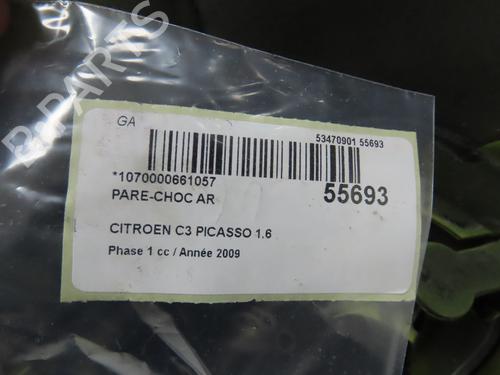 B-PARTS
GA
53470901 55693
*1070000661057
55693
PARE-CHOC AR
CITROEN C3 PICASSO 1.6
Phase 1 cc / Année 2009